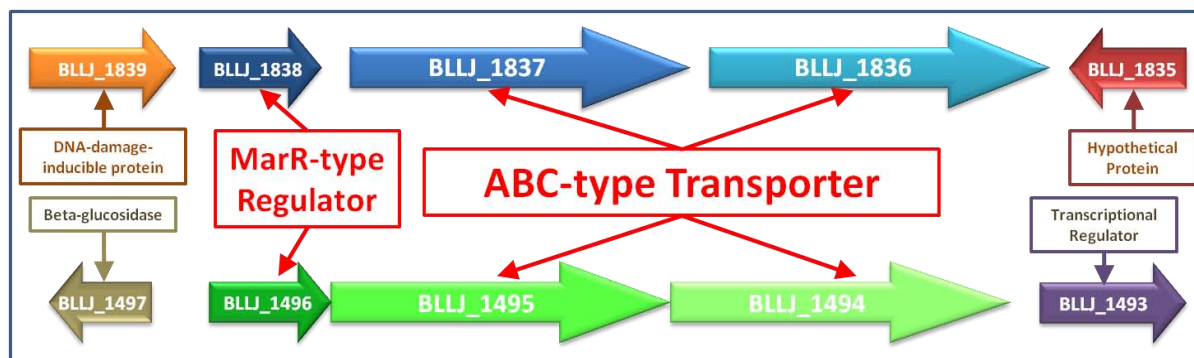 BLLJ_1839
BLLJ_1838
BLLJ_1837
BLLJ_1836
BLLJ_1835
DNA-damage-
inducible protein
MarR-type
Regulator
ABC-type Transporter
Hypothetical
Protein
Beta-glucosidase
Transcriptional
Regulator
BLLJ_1497
BLLJ_1496
BLLJ_1495
BLLJ_1494
BLLJ_1493